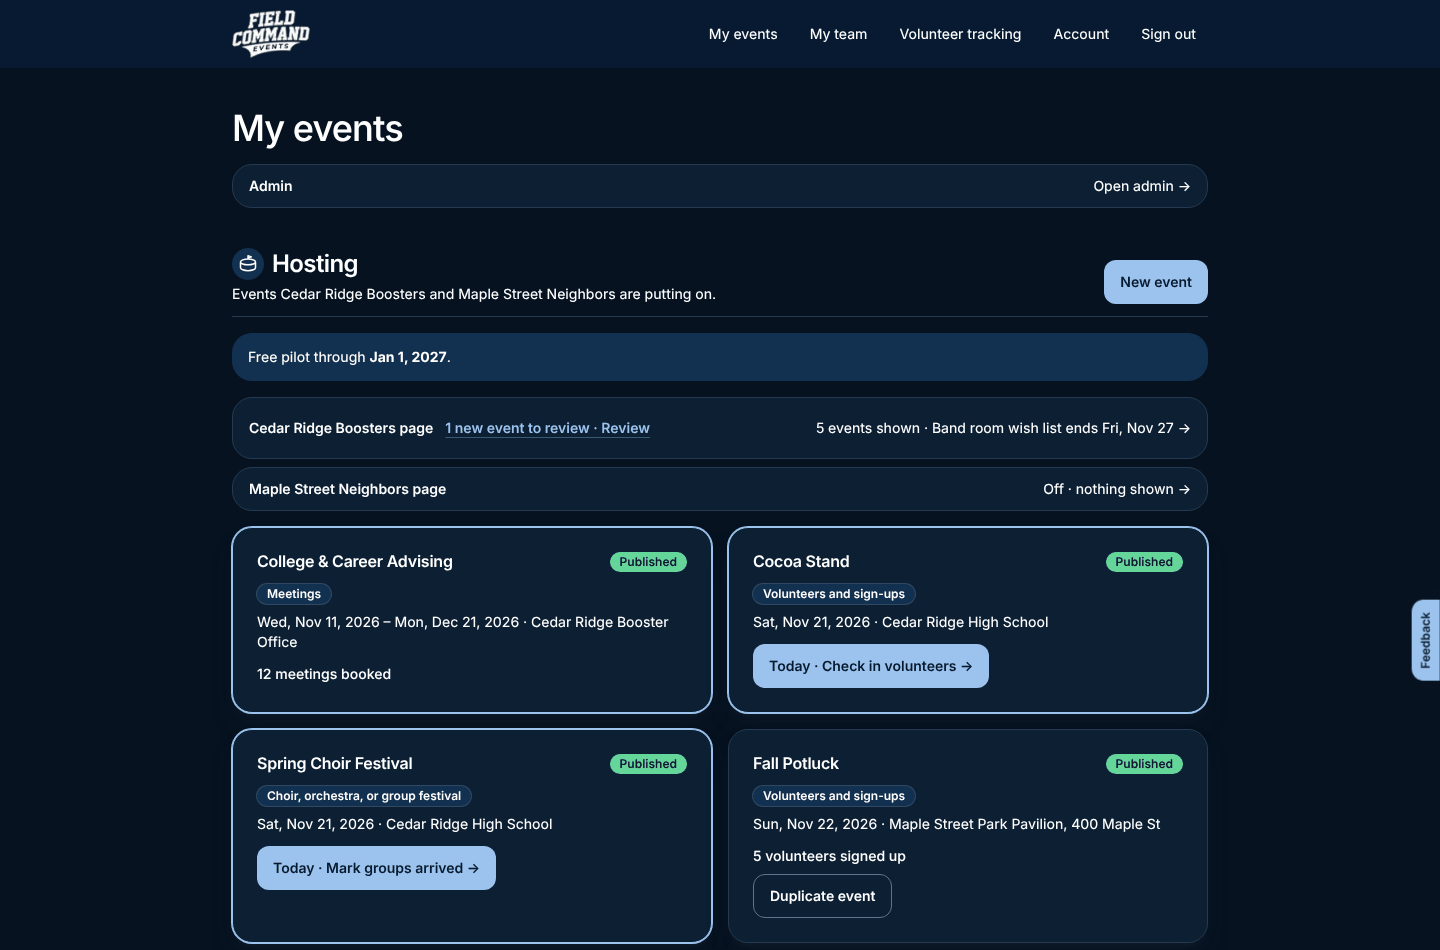 FIELD
COMMAND
EVENTS
My events
My team
Volunteer tracking
Account
Sign out
My events
Admin
Open admin →
Hosting
Events Cedar Ridge Boosters and Maple Street Neighbors are putting on.
New event
Free pilot through Jan 1, 2027.
Cedar Ridge Boosters page
1 new event to review · Review
5 events shown · Band room wish list ends Fri, Nov 27 →
Maple Street Neighbors page
Off · nothing shown →
College & Career Advising
Published
Meetings
Wed, Nov 11, 2026 – Mon, Dec 21, 2026 · Cedar Ridge Booster
Office
12 meetings booked
Cocoa Stand
Published
Volunteers and sign-ups
Sat, Nov 21, 2026 · Cedar Ridge High School
Today · Check in volunteers →
Spring Choir Festival
Published
Choir, orchestra, or group festival
Sat, Nov 21, 2026 · Cedar Ridge High School
Today · Mark groups arrived →
Fall Potluck
Published
Volunteers and sign-ups
Sun, Nov 22, 2026 · Maple Street Park Pavilion, 400 Maple St
5 volunteers signed up
Duplicate event
Feedback